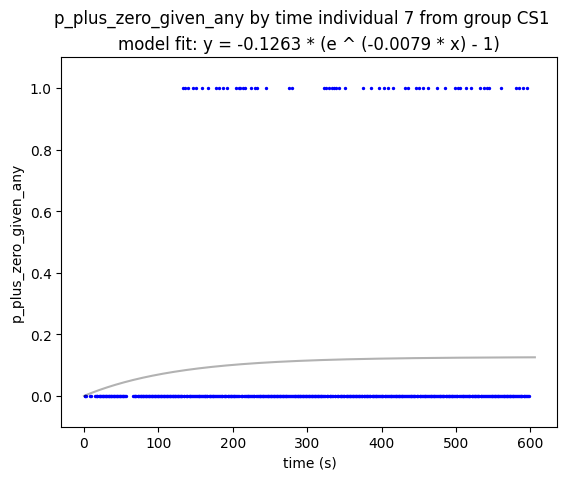 p_plus_zero_given_any by time individual 7 from group CS1
model fit: y = -0.1263 * (e ^ (-0.0079 * x) - 1)
1.0
0.8
0.6
0.4
0.2
0.0
p_plus_zero_given_any
0 100 200 300 400 500 600
time (s)